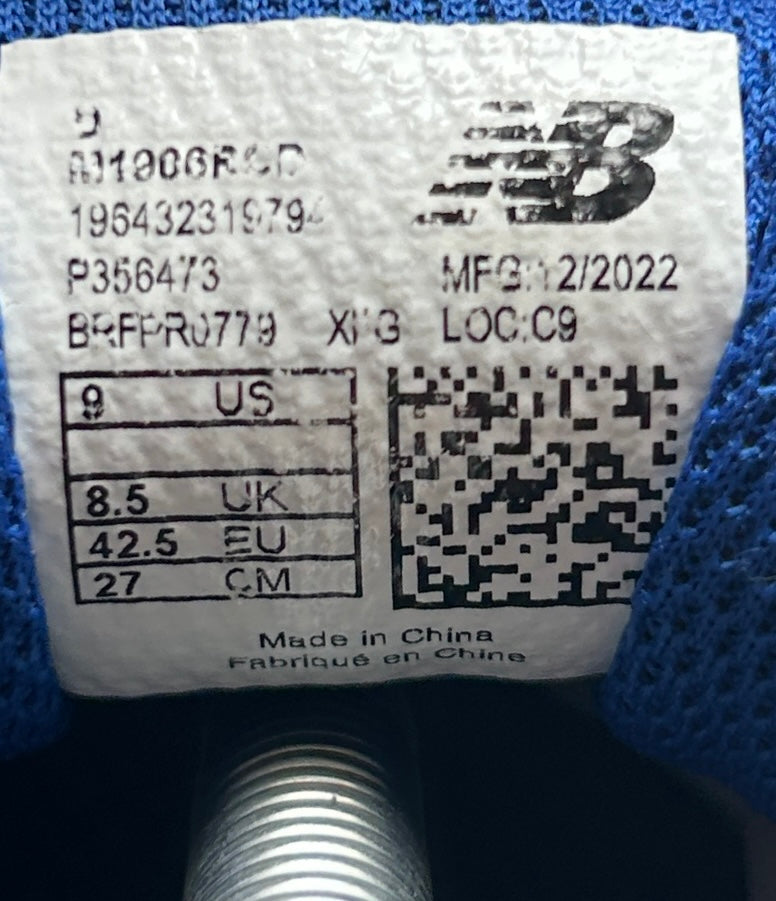 9
19643231979
P356473
MFG:12/2022
LOC:C9
9 US
8.5 UK
42.5 EU
27 CM
Made in China
Fabriqué en Chine